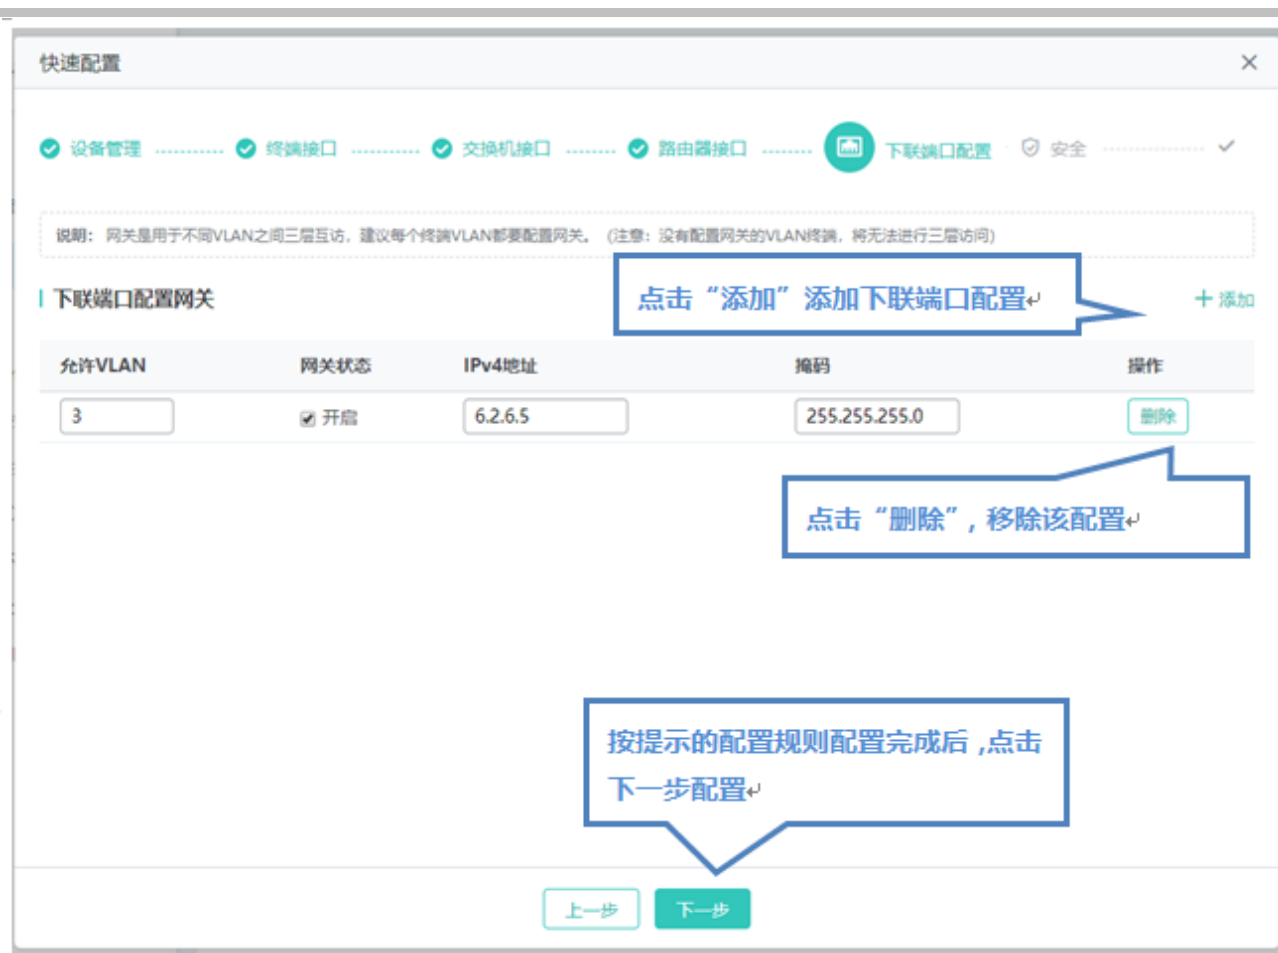 快速配置
设备管理 终端接口 交换机接口 路由器接口 下联端口配置 安全
说明：网关是用于不同VLAN之间三层互访，建议每个终端VLAN都要配置网关。（注意：没有配置网关的VLAN终端，将无法进行三层访问）
点击“添加”添加下联端口配置
下联端口配置网关
添加
允许VLAN 网关状态 IPv4地址 掩码 操作
3 开启 6.2.6.5 255.255.255.0 删除
点击“删除”,移除该配置
按提示的配置规则配置完成后,点击
下一步配置
上一步 下一步